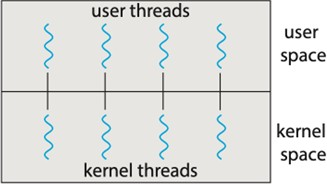 user threads
user
space
kernel
space
kernel threads